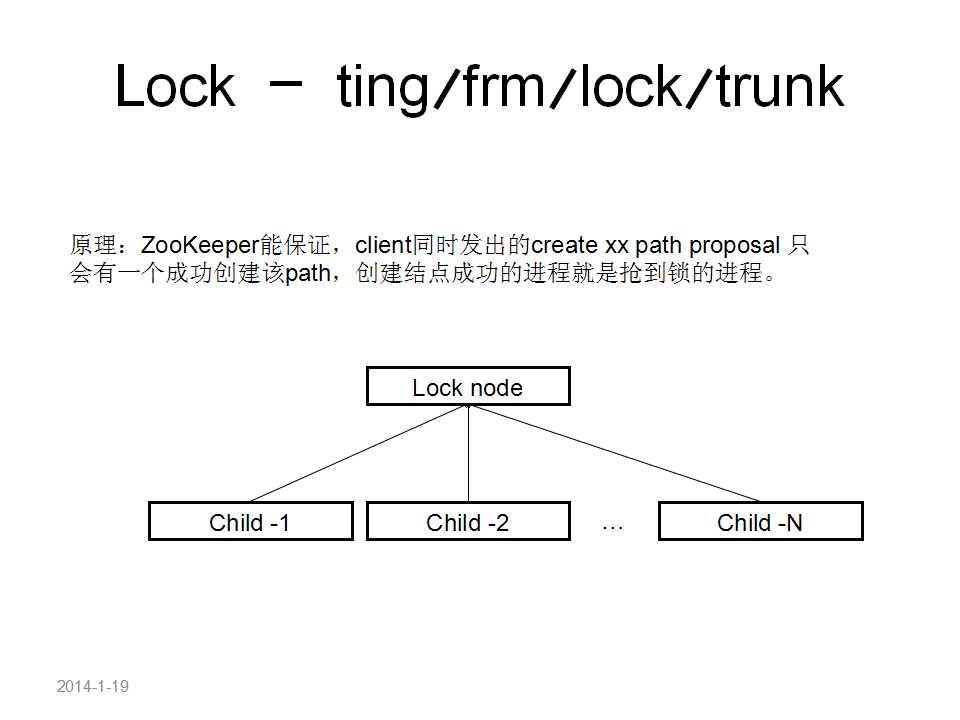 Lock - ting/frm/lock/trunk
原理：ZooKeeper能保证，client同时发出的create xx path proposal 只
会有一个成功创建该path，创建结点成功的进程就是抢到锁的进程。
Lock node
Child -1
Child -2
…
Child -N
2014-1-19